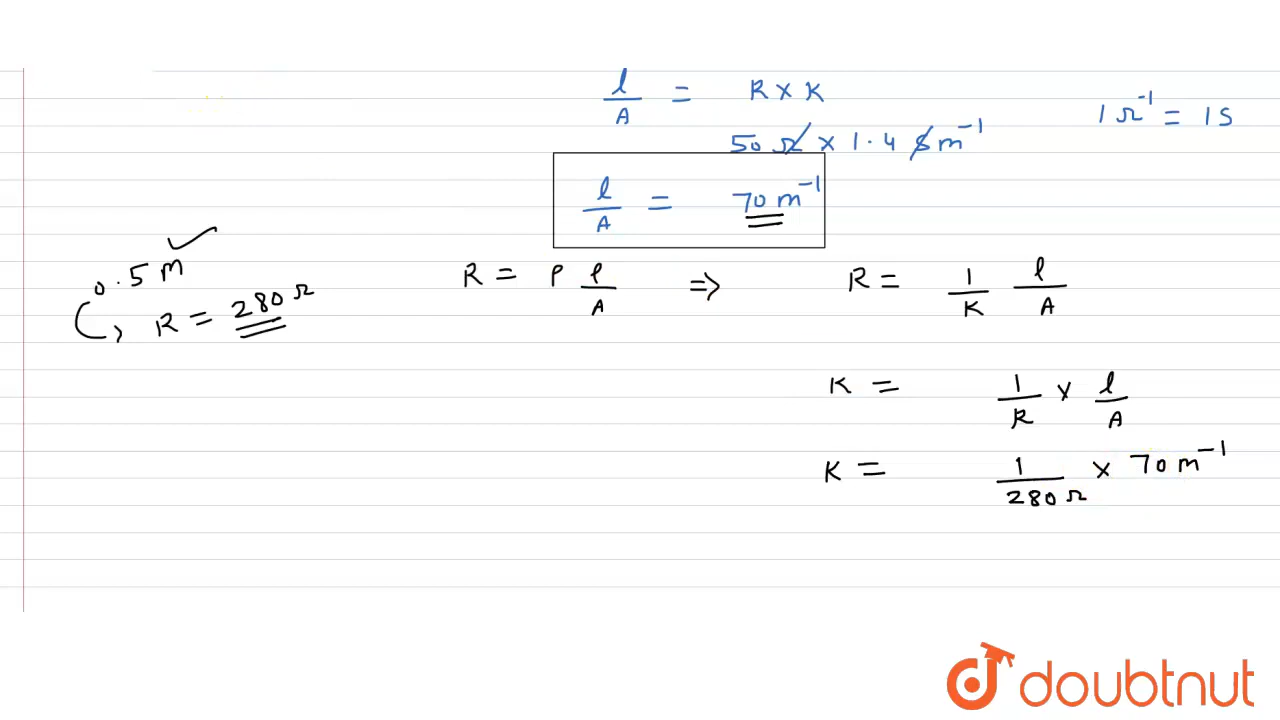 l/A = R × K
1 Ω⁻¹ = 1 S
50 Ω × 1.4 S m⁻¹
l/A = 70 m⁻¹
0.5 m
R = 280 Ω
R = ρ l/A ⇒ R = 1/K l/A
K = 1/R × l/A
K = 1/280 Ω × 70 m⁻¹
doubtnut